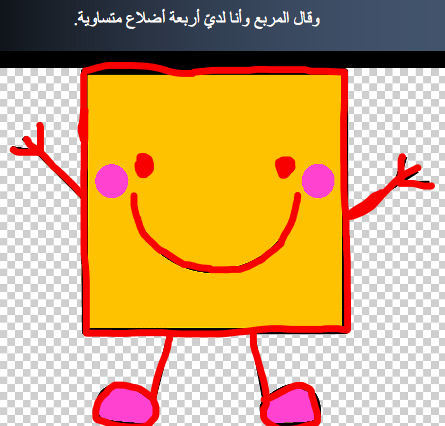 وقال المربع وأنا لديّ أربعة أضلاع متساوية.